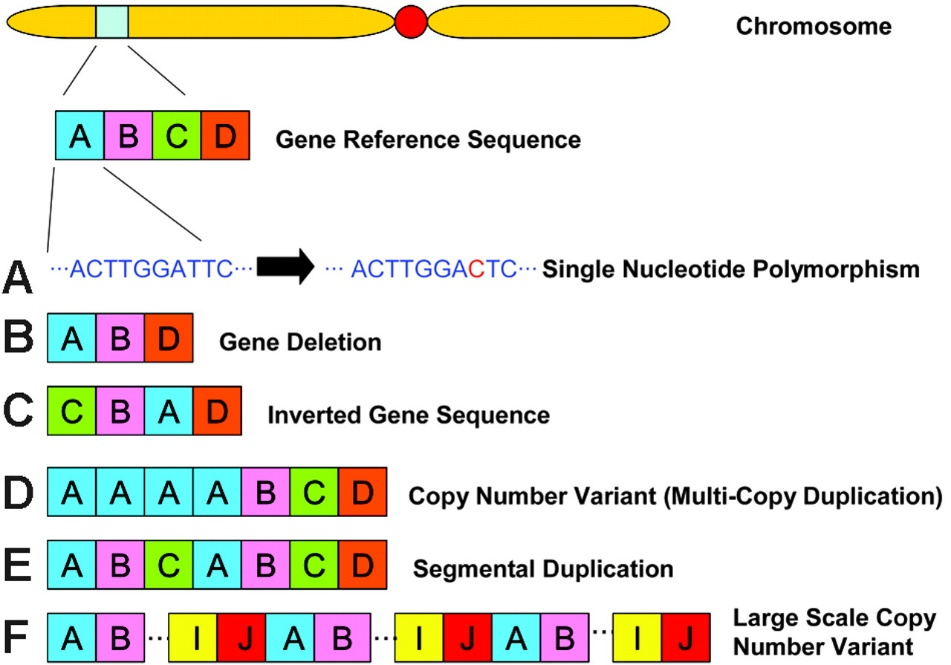 Chromosome
A B C D Gene Reference Sequence
A ...ACTTGGATTC... ... ACTTGGACTC... Single Nucleotide Polymorphism
B A B D Gene Deletion
C C B A D Inverted Gene Sequence
D A A A A B C D Copy Number Variant (Multi-Copy Duplication)
E A B C A B C D Segmental Duplication
F A B ... I J A B ... I J A B ... I J Large Scale Copy
Number Variant